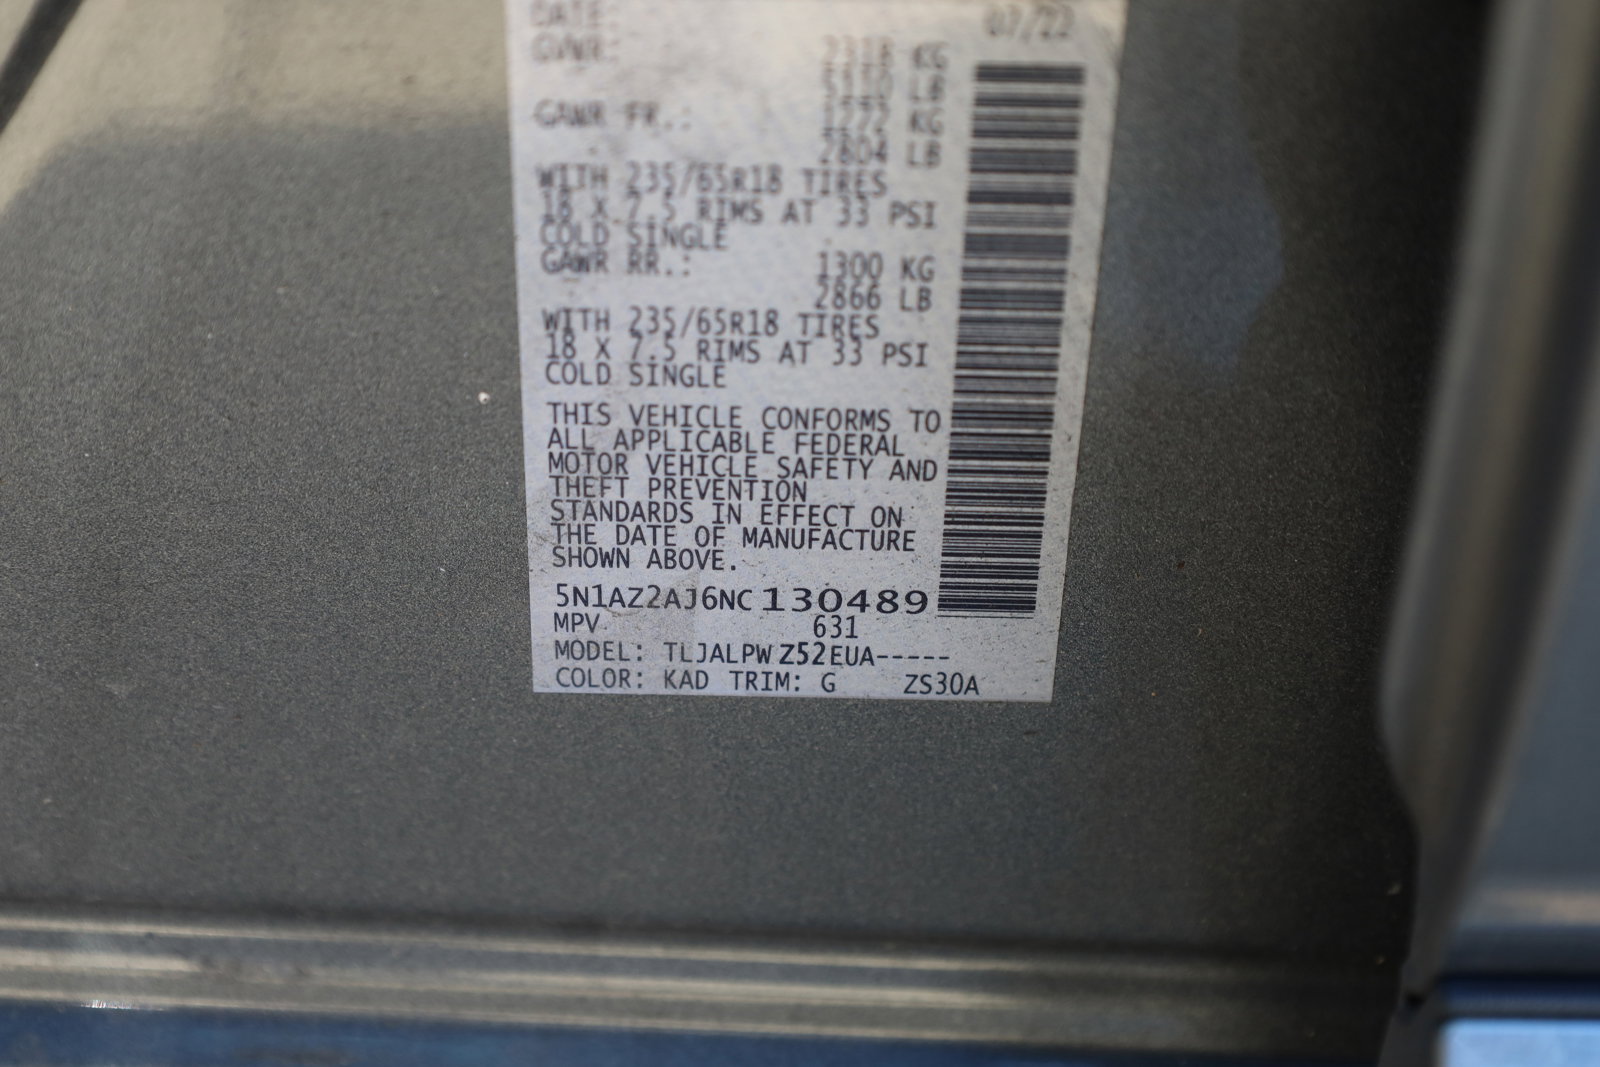 DATE: 07/22
GVWR: 2318 KG
5110 LB
GAWR FR.: 1272 KG
2804 LB
WITH 235/65R18 TIRES
18 X 7.5 RIMS AT 33 PSI
COLD SINGLE
GAWR RR.: 1300 KG
2866 LB
WITH 235/65R18 TIRES
18 X 7.5 RIMS AT 33 PSI
COLD SINGLE
THIS VEHICLE CONFORMS TO
ALL APPLICABLE FEDERAL
MOTOR VEHICLE SAFETY AND
THEFT PREVENTION
STANDARDS IN EFFECT ON
THE DATE OF MANUFACTURE
SHOWN ABOVE.
5N1AZ2AJ6NC130489
MPV 631
MODEL: TLJALPWZ52EUA-----
COLOR: KAD TRIM: G ZS30A